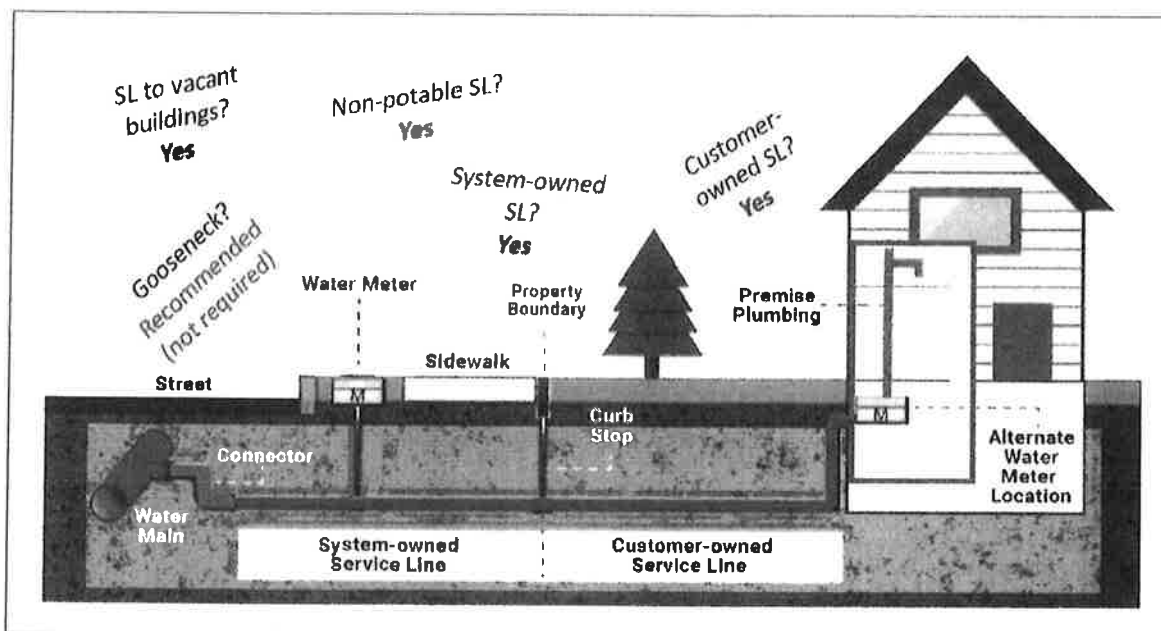 SL to vacant
buildings?
Yes
Non-potable SL?
Yes
System-owned
SL?
Yes
Customer-
owned SL?
Yes
Gooseneck?
Recommended
(not required)
Water Meter
Property
Boundary
Premise
Plumbing
Sidewalk
Street
M
Curb
Stop
M
Connector
Alternate
Water
Meter
Location
Water
Main
System-owned
Service Line
Customer-owned
Service Line